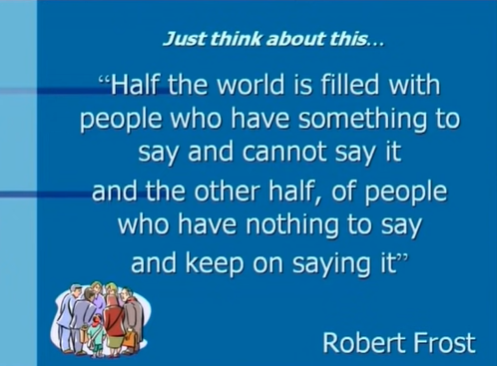 Just think about this...
“Half the world is filled with
people who have something to
say and cannot say it
and the other half, of people
who have nothing to say
and keep on saying it”
Robert Frost